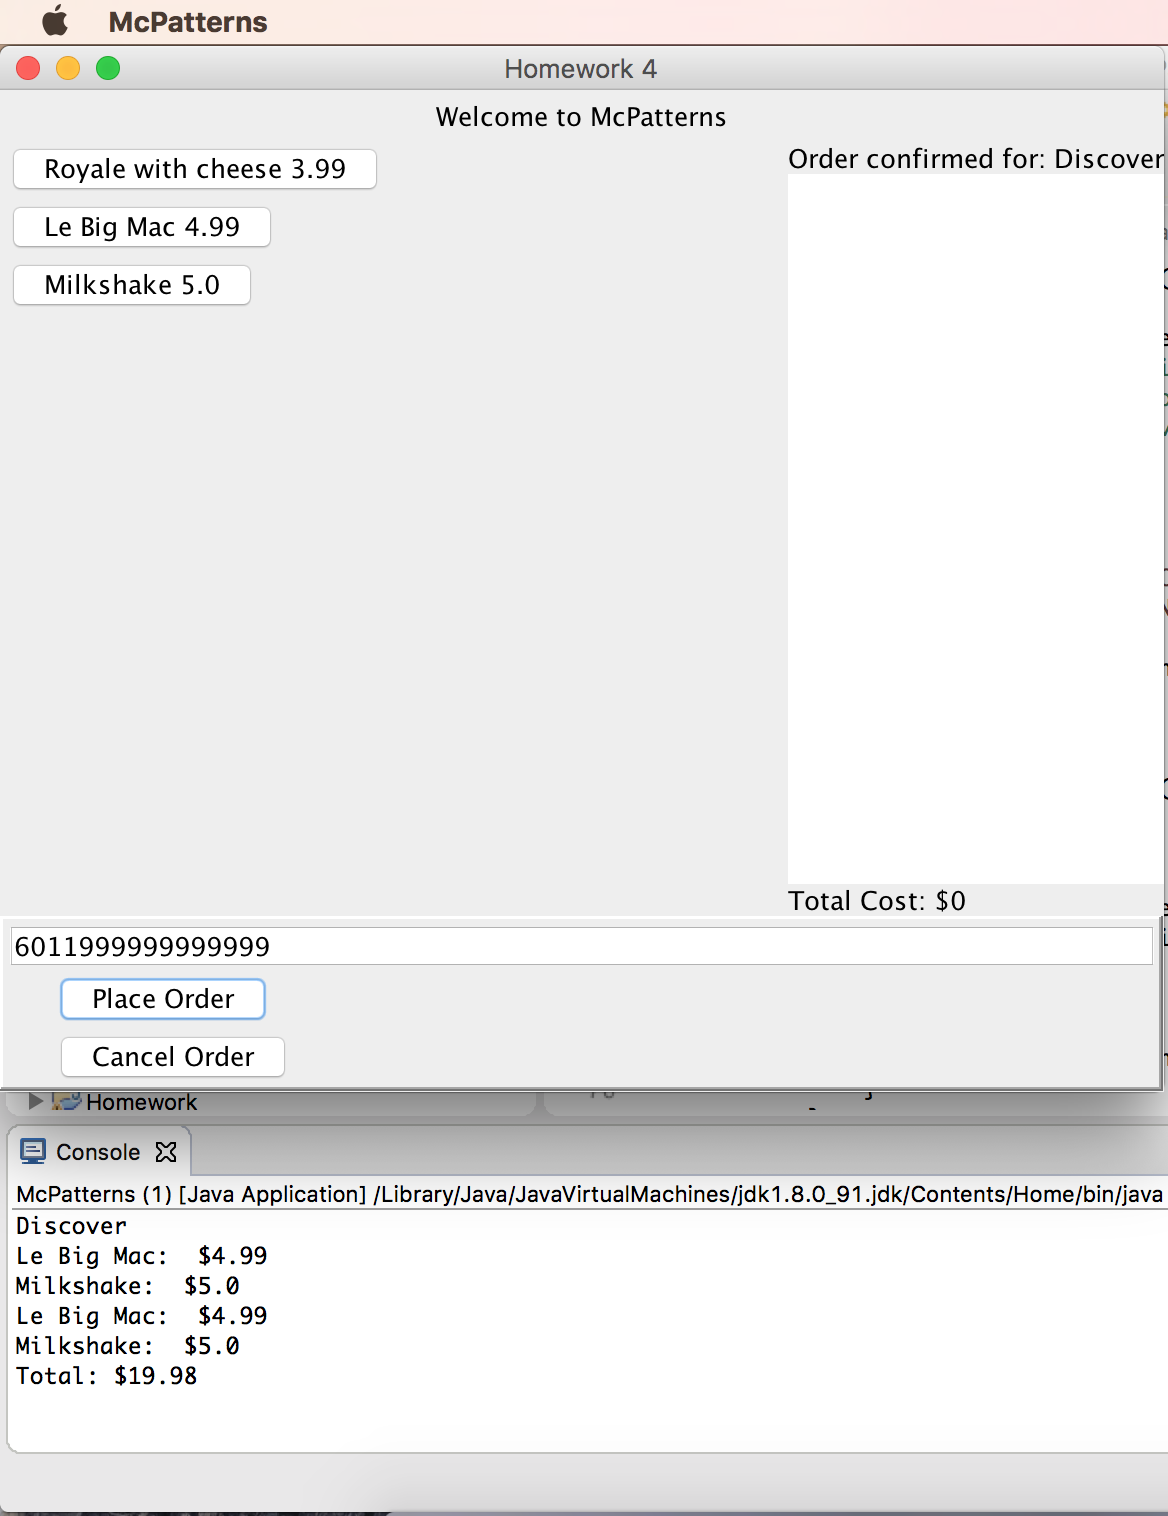 McPatterns
Homework 4
Welcome to McPatterns
Royale with cheese 3.99
Le Big Mac 4.99
Milkshake 5.0
Order confirmed for: Discover
Total Cost: $0
6011999999999999
Place Order
Cancel Order
Homework
Console
McPatterns (1) [Java Application] /Library/Java/JavaVirtualMachines/jdk1.8.0_91.jdk/Contents/Home/bin/java
Discover
Le Big Mac:  $4.99
Milkshake:  $5.0
Le Big Mac:  $4.99
Milkshake:  $5.0
Total: $19.98